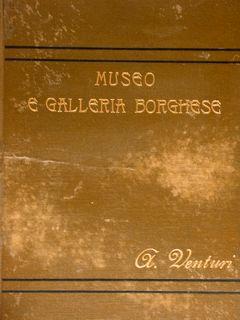 MUSEO
E GALLERIA BORGHESE
A. Venturi